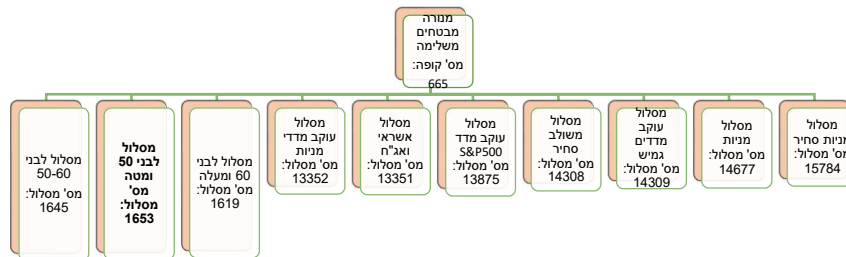 מנורה
מבטחים
משלימה
מס' קופה:
665
מסלול לבני
50-60
מס' מסלול:
1645
מסלול
לבני 50
ומטה
מס'
מסלול:
1653
מסלול לבני
60 ומעלה
מס' מסלול:
1619
מסלול
עוקב מדדי
מניות
מס' מסלול:
13352
מסלול
אשראי
ואג"ח
מס' מסלול:
13351
מסלול
עוקב מדד
S&P500
מס' מסלול:
13875
מסלול
משולב
סחיר
מס' מסלול:
14308
מסלול
עוקב
מדדים
גמיש
מס' מסלול:
14309
מסלול
מניות
מס' מסלול:
14677
מסלול
מניות סחיר
מס' מסלול:
15784